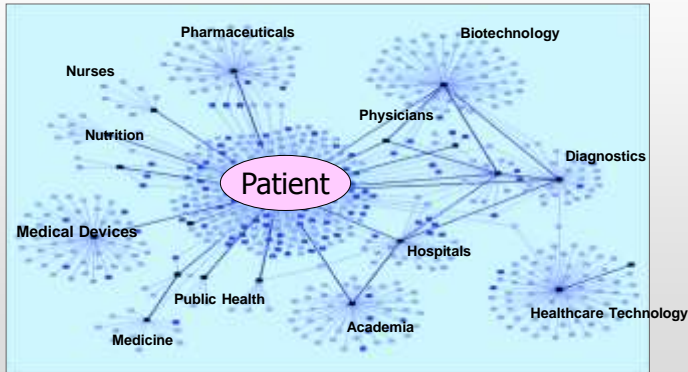 Pharmaceuticals
Biotechnology
Nurses
Physicians
Nutrition
Diagnostics
Patient
Medical Devices
Hospitals
Public Health
Healthcare Technology
Academia
Medicine